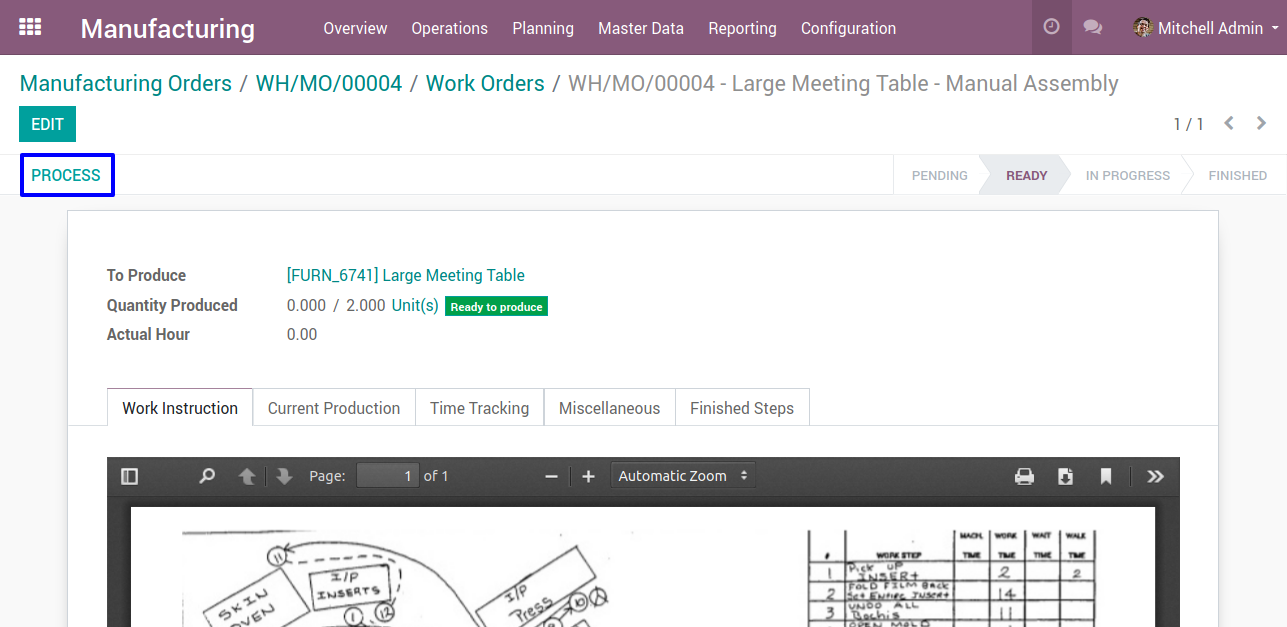 Manufacturing Overview Operations Planning Master Data Reporting Configuration Mitchell Admin
Manufacturing Orders / WH/MO/00004 / Work Orders / WH/MO/00004 - Large Meeting Table - Manual Assembly
EDIT 1 / 1
PROCESS PENDING READY IN PROGRESS FINISHED
To Produce [FURN_6741] Large Meeting Table
Quantity Produced 0.000 / 2.000 Unit(s) Ready to produce
Actual Hour 0.00
Work Instruction Current Production Time Tracking Miscellaneous Finished Steps
Page: 1 of 1 Automatic Zoom
MACH. WORK WAIT WALK
# WORK STEP TIME TIME TIME TIME
11
I/P
INSERTS
SKIN
OVEN
1 12
I/P
Press
10
1 Pick UP
INSERT 2 2
2 FOLD FILM Back
Set Entire Insert 14
3 UNDO ALL
11
OPEN MOLD